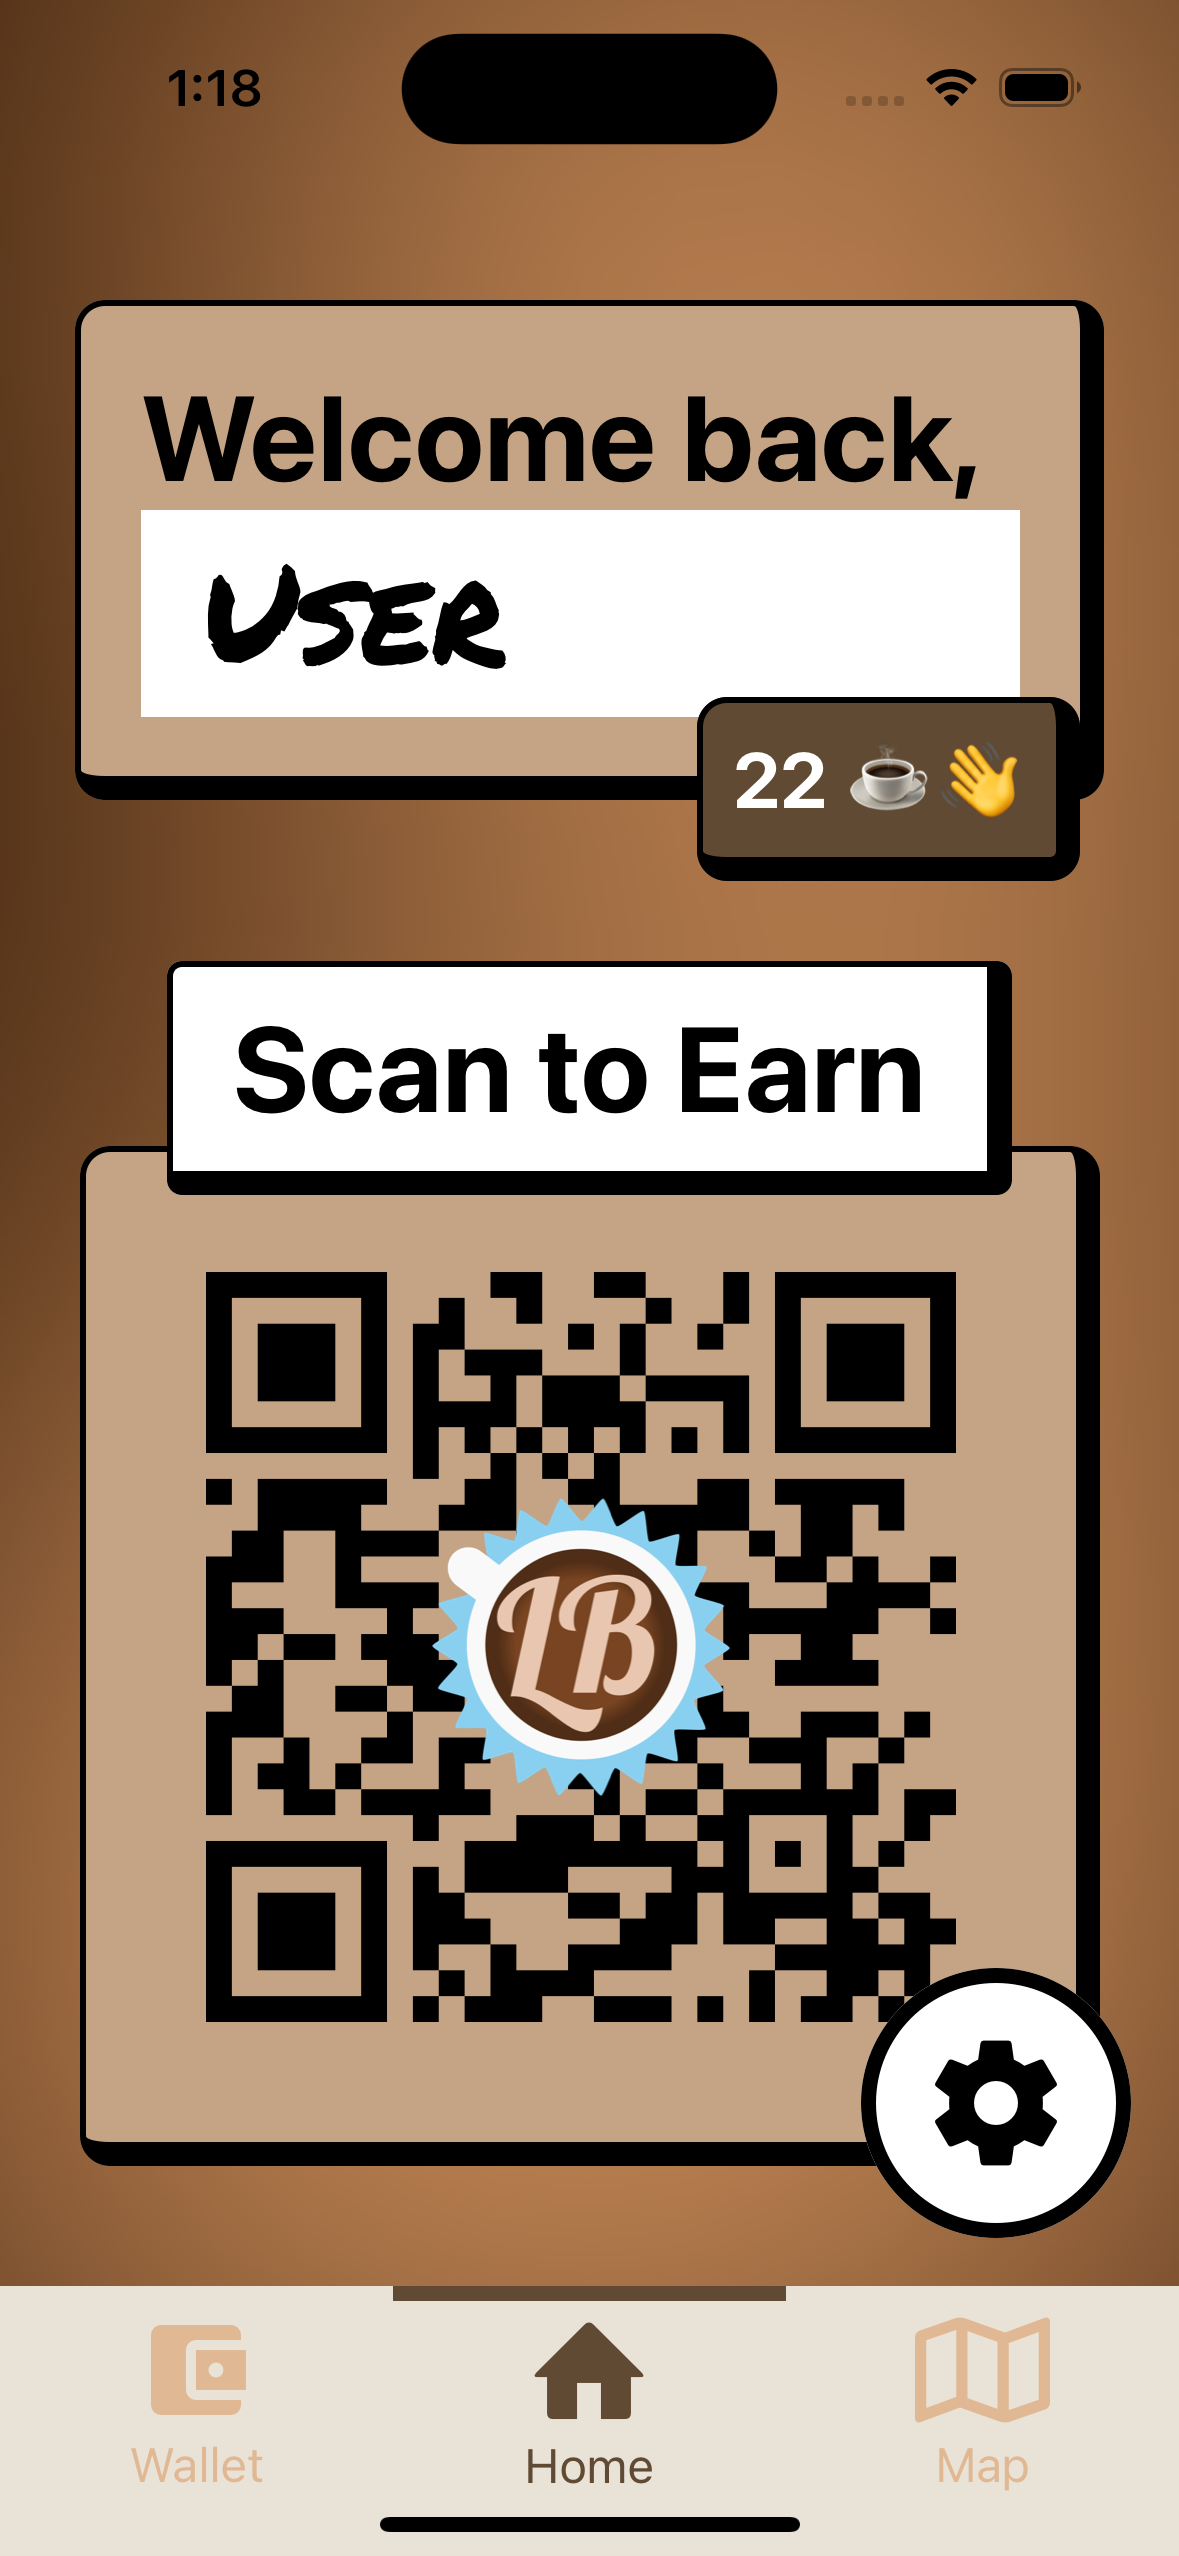 1:18
Welcome back,
USER
22 ☕👋
Scan to Earn
LB
Wallet
Home
Map